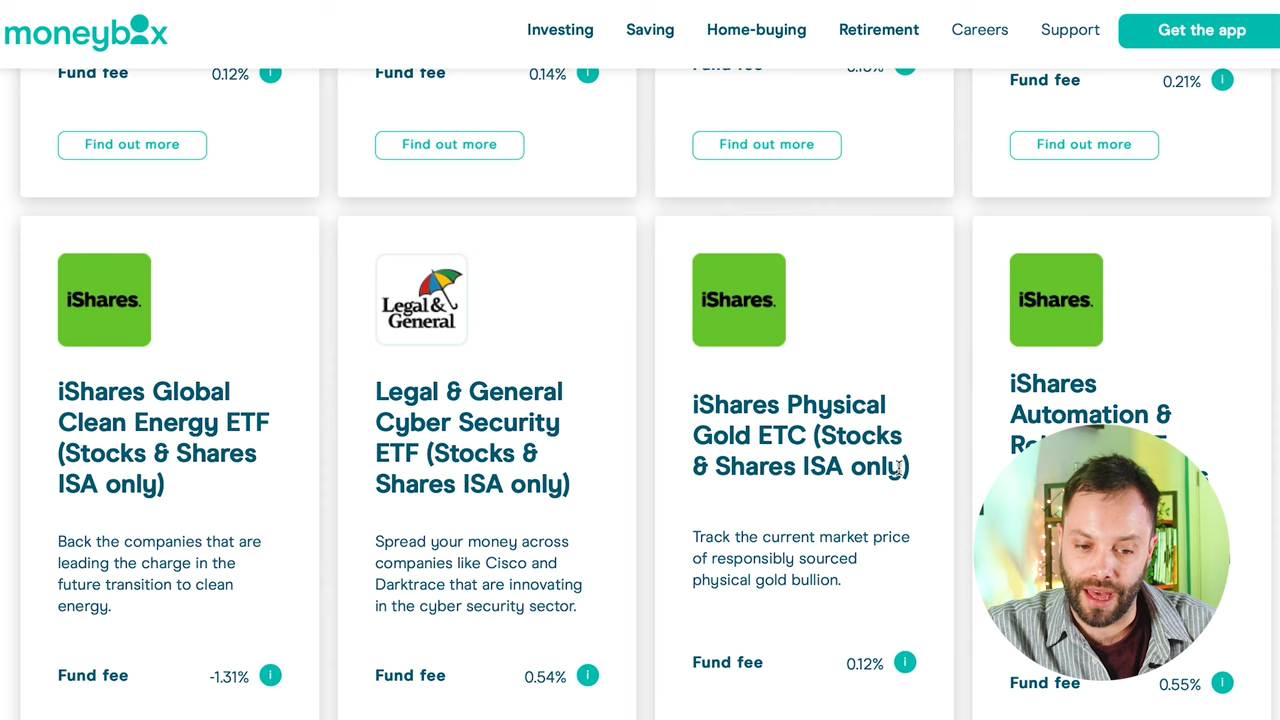 moneybox
Investing
Saving
Home-buying
Retirement
Careers
Support
Get the app
Fund fee 0.12% i
Find out more
Fund fee 0.14% i
Find out more
Find out more
Fund fee 0.21% i
Find out more
iShares.
iShares Global
Clean Energy ETF
(Stocks & Shares
ISA only)
Back the companies that are
leading the charge in the
future transition to clean
energy.
Fund fee -1.31% i
Legal &
General
Legal & General
Cyber Security
ETF (Stocks &
Shares ISA only)
Spread your money across
companies like Cisco and
Darktrace that are innovating
in the cyber security sector.
Fund fee 0.54% i
iShares.
iShares Physical
Gold ETC (Stocks
& Shares ISA only)
Track the current market price
of responsibly sourced
physical gold bullion.
Fund fee 0.12% i
iShares.
iShares
Automation &
Fund fee 0.55% i